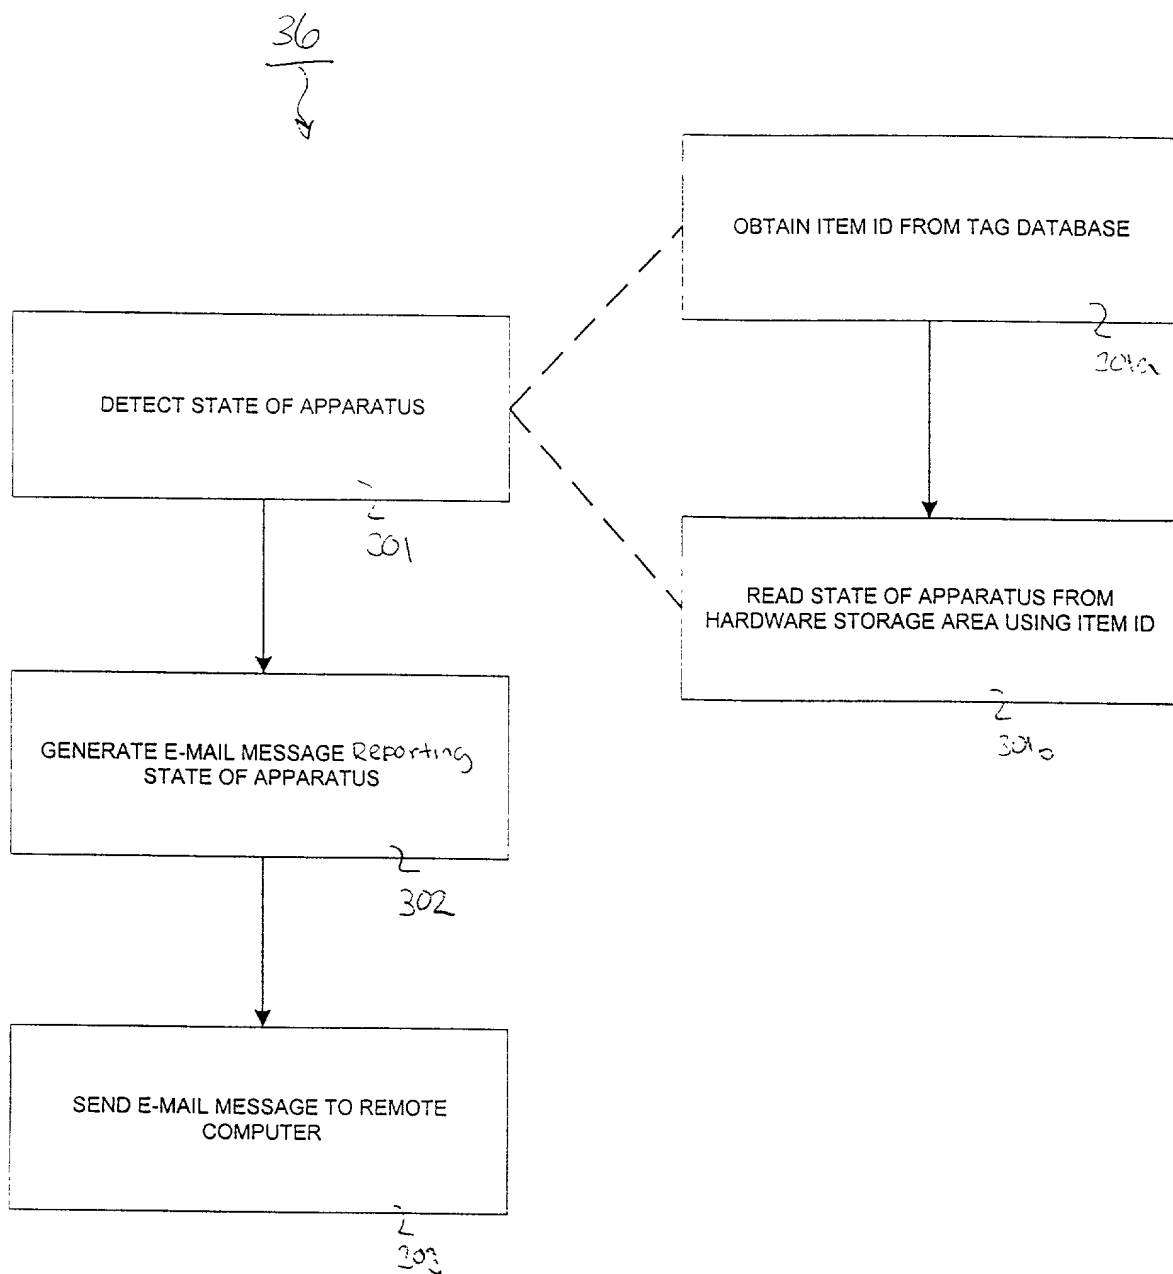 36
OBTAIN ITEM ID FROM TAG DATABASE
301a
DETECT STATE OF APPARATUS
301
READ STATE OF APPARATUS FROM
HARDWARE STORAGE AREA USING ITEM ID
301b
GENERATE E-MAIL MESSAGE Reporting
STATE OF APPARATUS
302
SEND E-MAIL MESSAGE TO REMOTE
COMPUTER
303